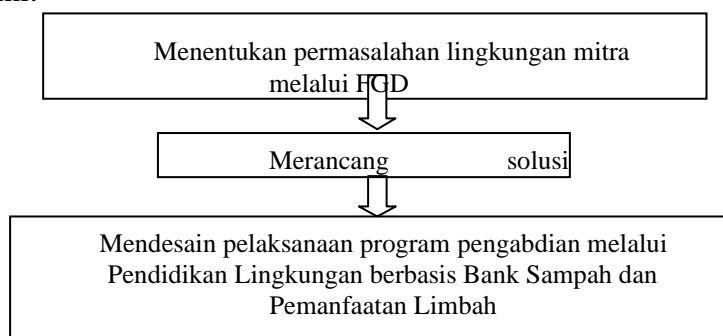 Menentukan permasalahan lingkungan mitra
melalui FGD
Merancang solusi
Mendesain pelaksanaan program pengabdian melalui
Pendidikan Lingkungan berbasis Bank Sampah dan
Pemanfaatan Limbah